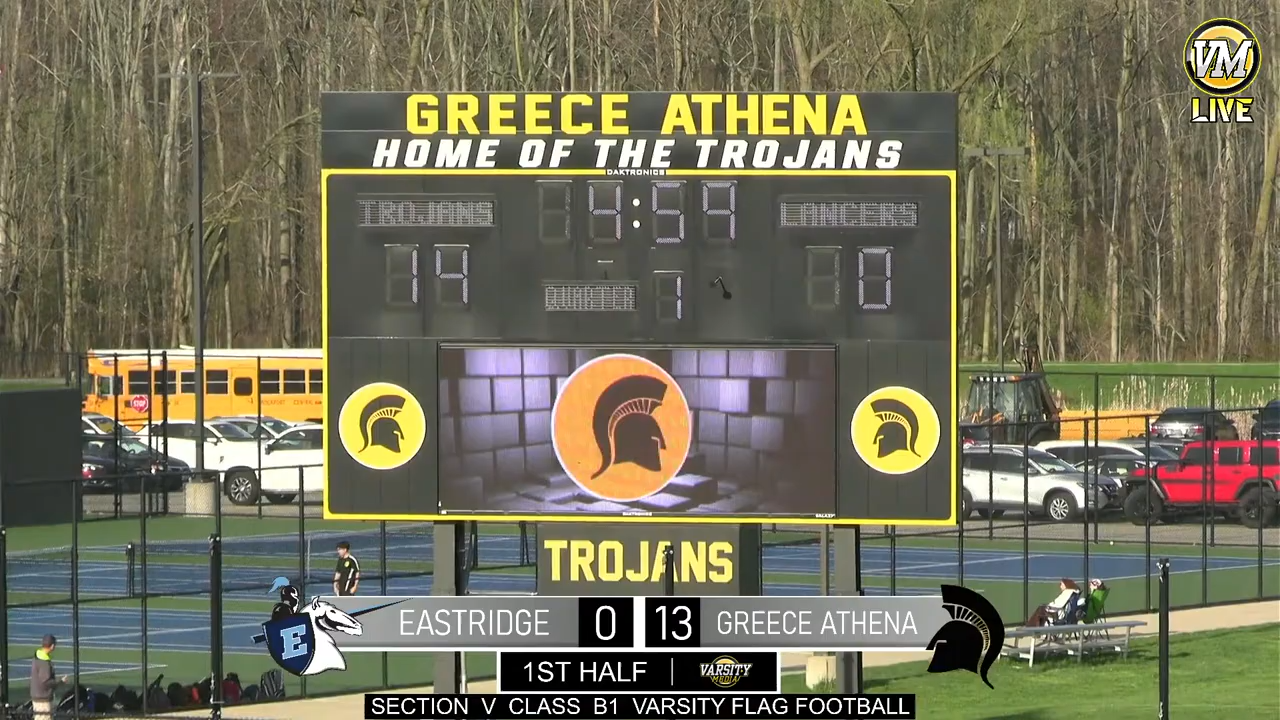 VM
LIVE
GREECE ATHENA
HOME OF THE TROJANS
DAKTRONICS
TROJANS 4:59 LANCERS
14 QUARTER 1 0
TROJANS
EASTRIDGE 0 13 GREECE ATHENA
E
1ST HALF VARSITY MEDIA
SECTION V CLASS B1 VARSITY FLAG FOOTBALL